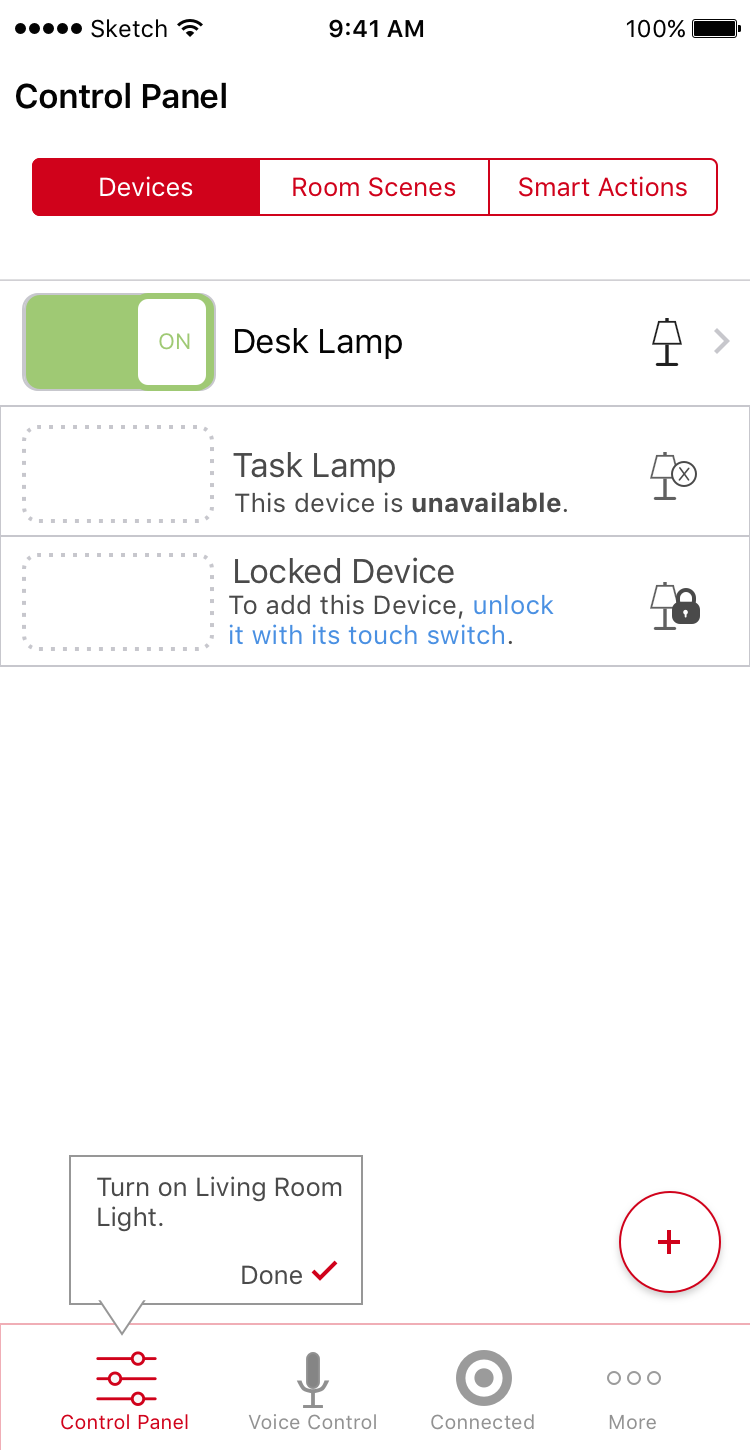 Sketch 9:41 AM 100%
Control Panel
Devices Room Scenes Smart Actions
ON Desk Lamp
Task Lamp
This device is unavailable.
Locked Device
To add this Device, unlock
it with its touch switch.
Turn on Living Room
Light.
Done
Control Panel Voice Control Connected More